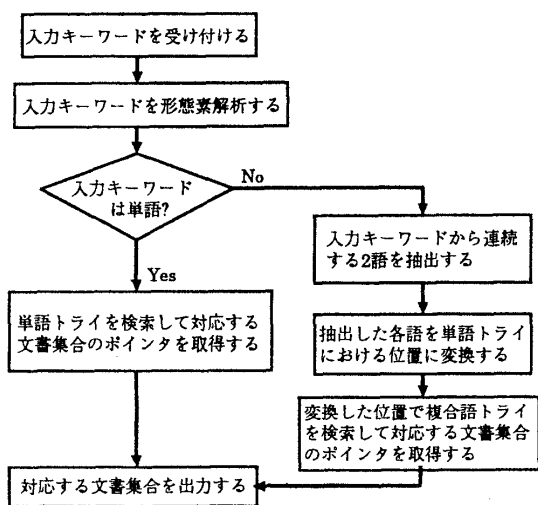 入力キーワードを受け付ける
入力キーワードを形態素解析する
入力キーワード
は単語?
No
Yes
入力キーワードから連続
する2語を抽出する
単語トライを検索して対応する
文書集合のポインタを取得する
抽出した各語を単語トライ
における位置に変換する
変換した位置で複合語トライ
を検索して対応する文書集合
のポインタを取得する
対応する文書集合を出力する